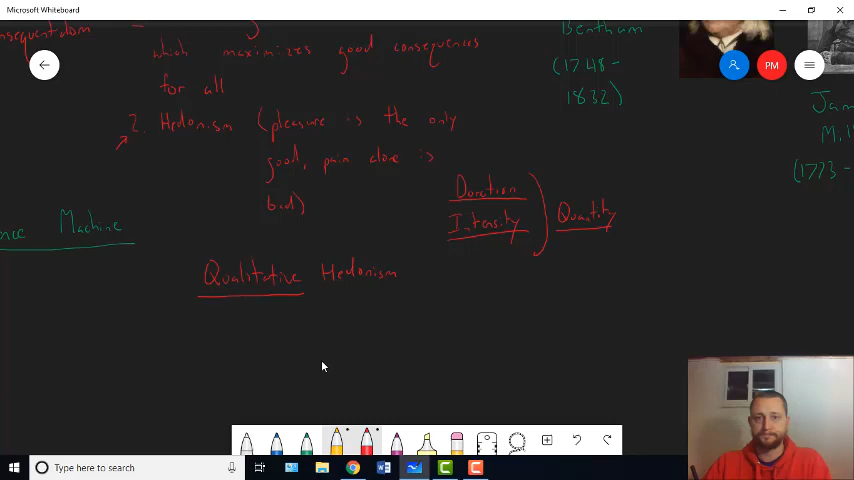 Microsoft Whiteboard
which maximizes good consequences
for all
2. Hedonism (pleasure is the only
good, pain alone is
bad)
Bentham
(1748-
1832)
PM
(1773-
Duration
Intensity
Quantity
Machine
Qualitative Hedonism
Type here to search